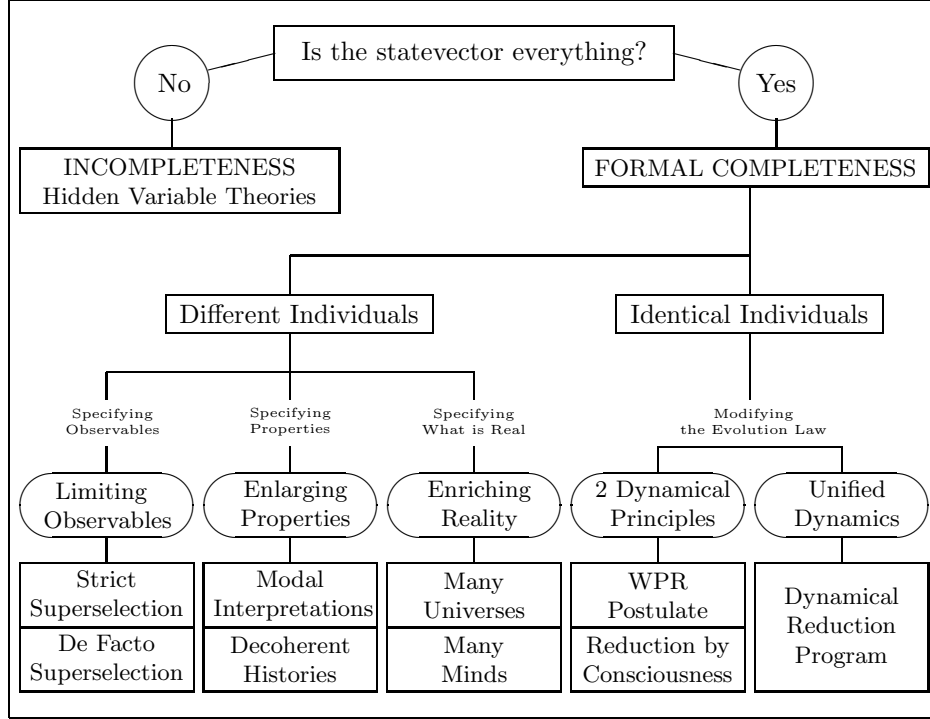 Is the statevector everything?
No
Yes
INCOMPLETENESS
Hidden Variable Theories
FORMAL COMPLETENESS
Different Individuals
Identical Individuals
Specifying
Observables
Specifying
Properties
Specifying
What is Real
Modifying
the Evolution Law
Limiting
Observables
Enlarging
Properties
Enriching
Reality
2 Dynamical
Principles
Unified
Dynamics
Strict
Superselection
De Facto
Superselection
Modal
Interpretations
Decoherent
Histories
Many
Universes
Many
Minds
WPR
Postulate
Reduction by
Consciousness
Dynamical
Reduction
Program